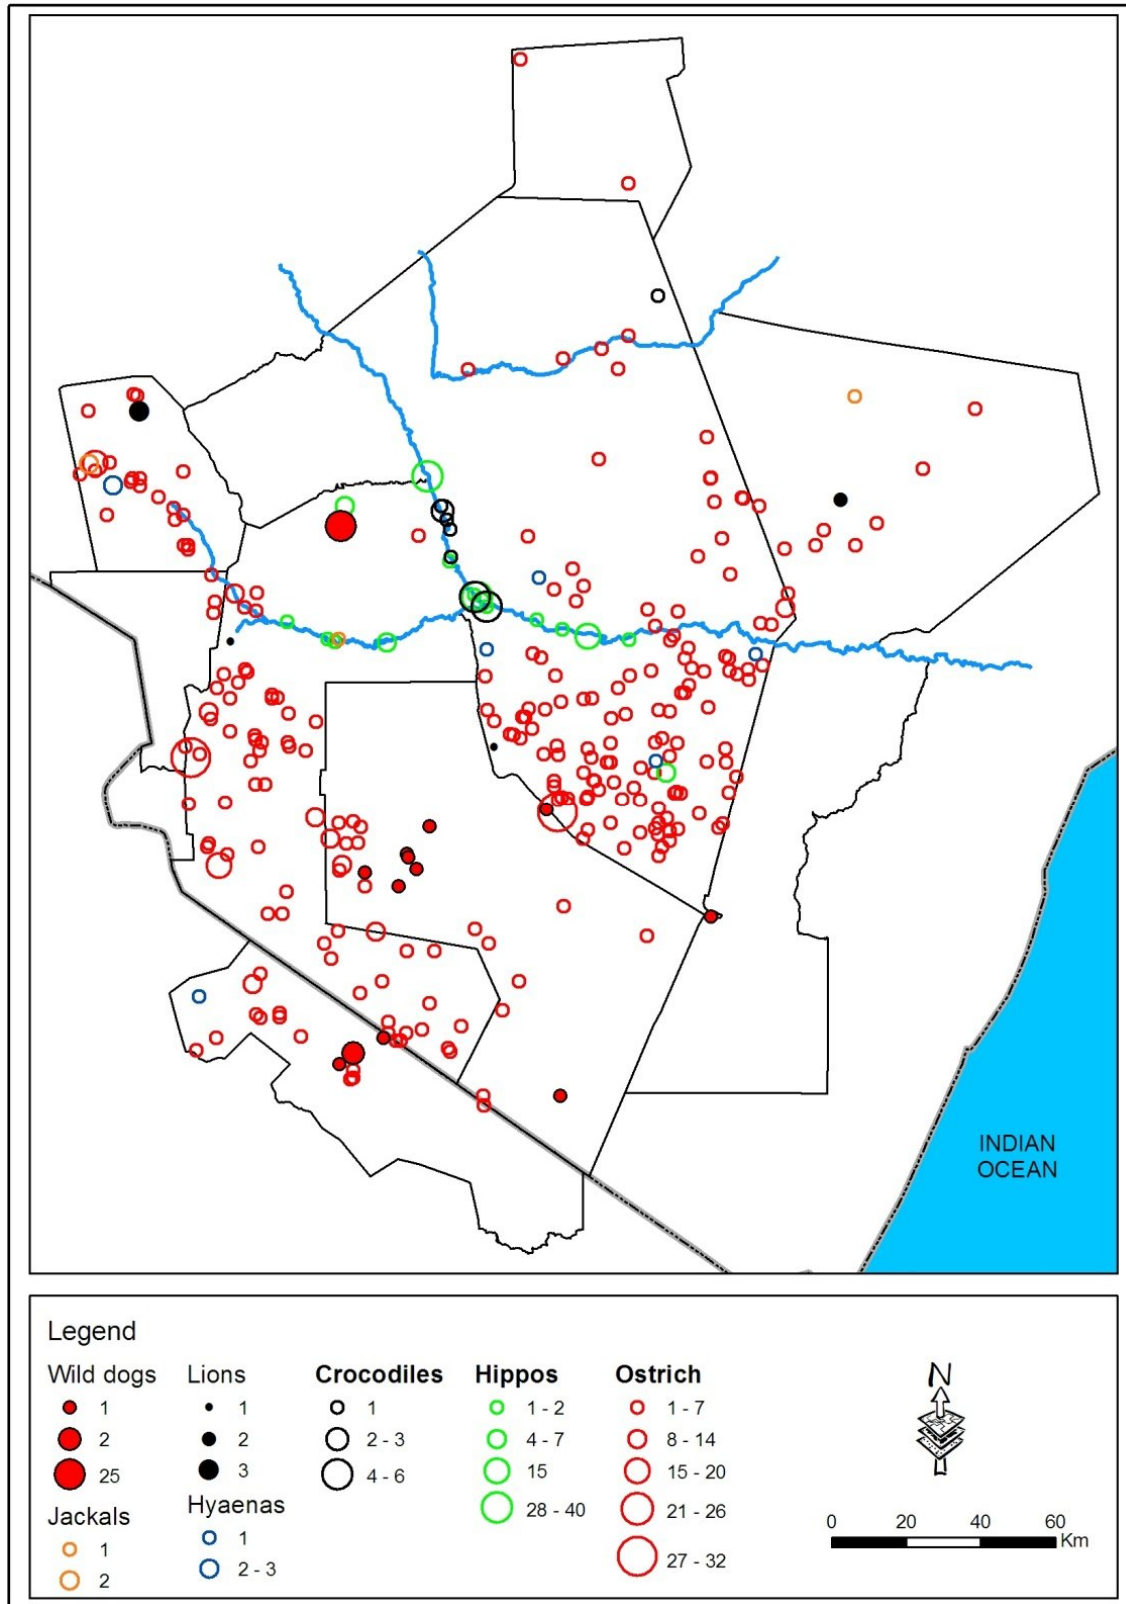 INDIAN
OCEAN
Legend
Wild dogs
1
2
25
Jackals
1
2
Lions
1
2
3
Hyaenas
1
2 - 3
Crocodiles
1
2 - 3
4 - 6
Hippos
1 - 2
4 - 7
15
28 - 40
Ostrich
1 - 7
8 - 14
15 - 20
21 - 26
27 - 32
N
0 20 40 60
Km